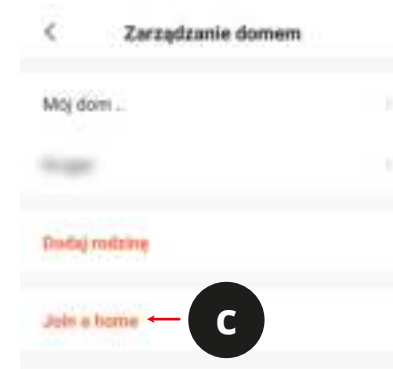 Zarządzanie domem
Mój dom ..
Dodaj rodzinę
Join a home
C